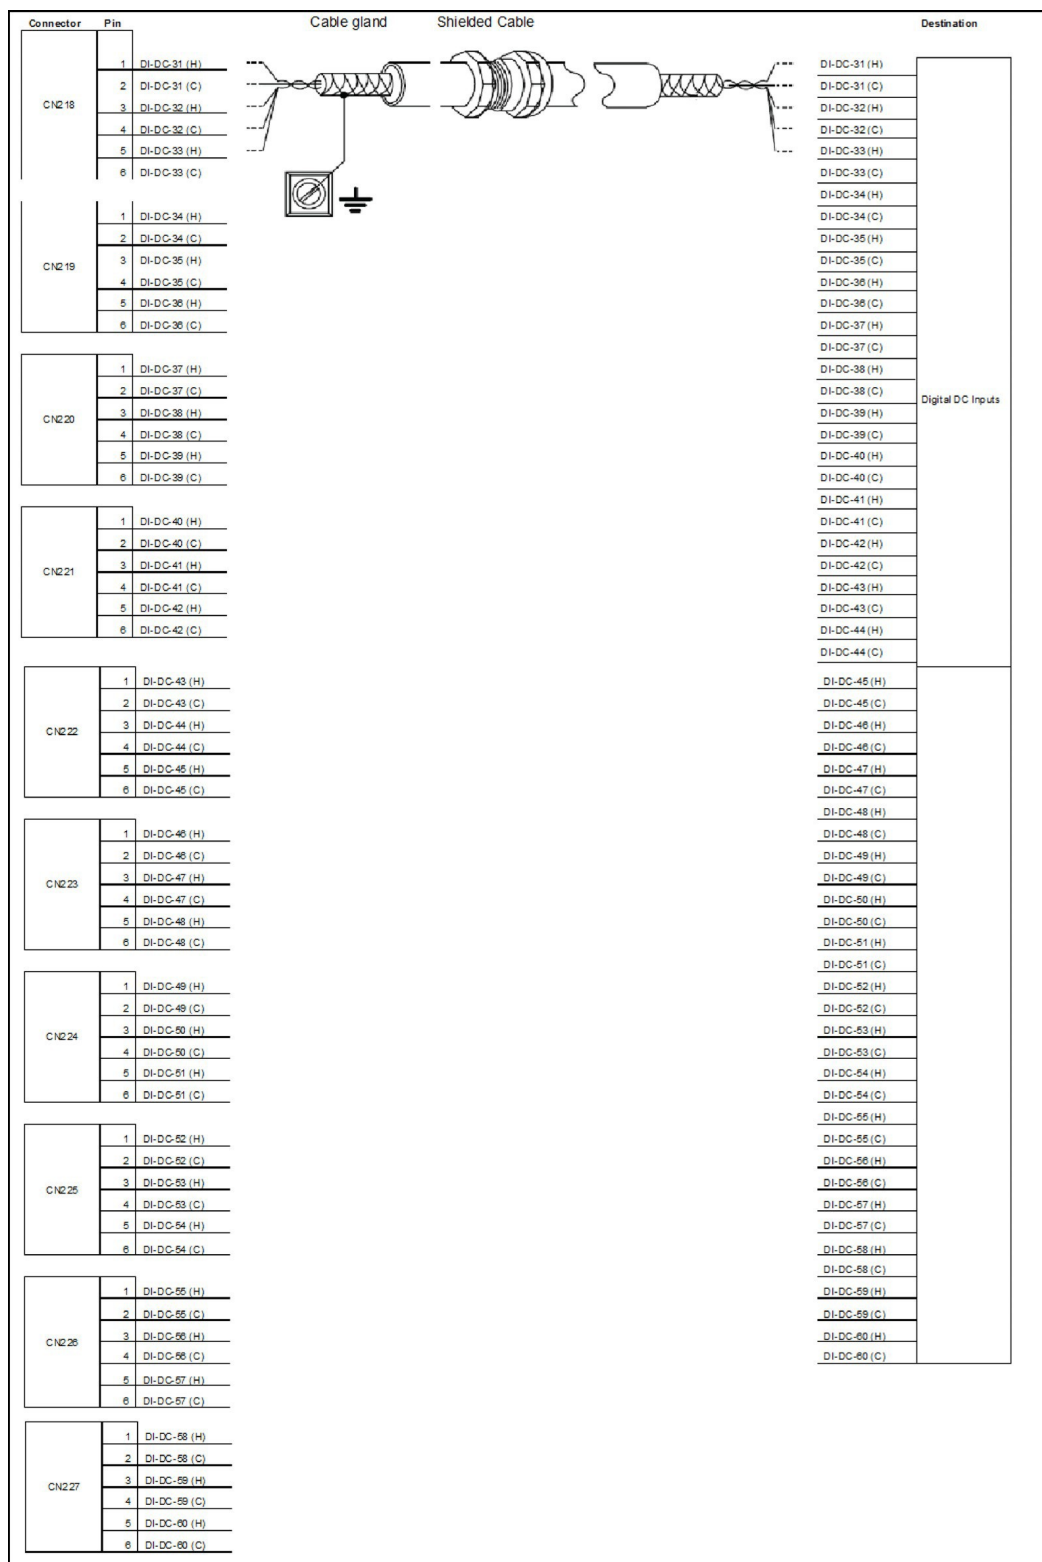 Connector Pin Cable gland Shielded Cable Destination
CN218
1 DI-DC-31 (H)
2 DI-DC-31 (C)
3 DI-DC-32 (H)
4 DI-DC-32 (C)
5 DI-DC-33 (H)
6 DI-DC-33 (C)
CN219
1 DI-DC-34 (H)
2 DI-DC-34 (C)
3 DI-DC-35 (H)
4 DI-DC-35 (C)
5 DI-DC-36 (H)
6 DI-DC-36 (C)
CN220
1 DI-DC-37 (H)
2 DI-DC-37 (C)
3 DI-DC-38 (H)
4 DI-DC-38 (C)
5 DI-DC-39 (H)
6 DI-DC-39 (C)
CN221
1 DI-DC-40 (H)
2 DI-DC-40 (C)
3 DI-DC-41 (H)
4 DI-DC-41 (C)
5 DI-DC-42 (H)
6 DI-DC-42 (C)
CN222
1 DI-DC-43 (H)
2 DI-DC-43 (C)
3 DI-DC-44 (H)
4 DI-DC-44 (C)
5 DI-DC-45 (H)
6 DI-DC-45 (C)
CN223
1 DI-DC-46 (H)
2 DI-DC-46 (C)
3 DI-DC-47 (H)
4 DI-DC-47 (C)
5 DI-DC-48 (H)
6 DI-DC-48 (C)
CN224
1 DI-DC-49 (H)
2 DI-DC-49 (C)
3 DI-DC-50 (H)
4 DI-DC-50 (C)
5 DI-DC-51 (H)
6 DI-DC-51 (C)
CN225
1 DI-DC-52 (H)
2 DI-DC-52 (C)
3 DI-DC-53 (H)
4 DI-DC-53 (C)
5 DI-DC-54 (H)
6 DI-DC-54 (C)
CN226
1 DI-DC-55 (H)
2 DI-DC-55 (C)
3 DI-DC-56 (H)
4 DI-DC-56 (C)
5 DI-DC-57 (H)
6 DI-DC-57 (C)
CN227
1 DI-DC-58 (H)
2 DI-DC-58 (C)
3 DI-DC-59 (H)
4 DI-DC-59 (C)
5 DI-DC-60 (H)
6 DI-DC-60 (C)
DI-DC-31 (H)
DI-DC-31 (C)
DI-DC-32 (H)
DI-DC-32 (C)
DI-DC-33 (H)
DI-DC-33 (C)
DI-DC-34 (H)
DI-DC-34 (C)
DI-DC-35 (H)
DI-DC-35 (C)
DI-DC-36 (H)
DI-DC-36 (C)
DI-DC-37 (H)
DI-DC-37 (C)
DI-DC-38 (H)
DI-DC-38 (C)
Digital DC Inputs
DI-DC-39 (H)
DI-DC-39 (C)
DI-DC-40 (H)
DI-DC-40 (C)
DI-DC-41 (H)
DI-DC-41 (C)
DI-DC-42 (H)
DI-DC-42 (C)
DI-DC-43 (H)
DI-DC-43 (C)
DI-DC-44 (H)
DI-DC-44 (C)
DI-DC-45 (H)
DI-DC-45 (C)
DI-DC-46 (H)
DI-DC-46 (C)
DI-DC-47 (H)
DI-DC-47 (C)
DI-DC-48 (H)
DI-DC-48 (C)
DI-DC-49 (H)
DI-DC-49 (C)
DI-DC-50 (H)
DI-DC-50 (C)
DI-DC-51 (H)
DI-DC-51 (C)
DI-DC-52 (H)
DI-DC-52 (C)
DI-DC-53 (H)
DI-DC-53 (C)
DI-DC-54 (H)
DI-DC-54 (C)
DI-DC-55 (H)
DI-DC-55 (C)
DI-DC-56 (H)
DI-DC-56 (C)
DI-DC-57 (H)
DI-DC-57 (C)
DI-DC-58 (H)
DI-DC-58 (C)
DI-DC-59 (H)
DI-DC-59 (C)
DI-DC-60 (H)
DI-DC-60 (C)